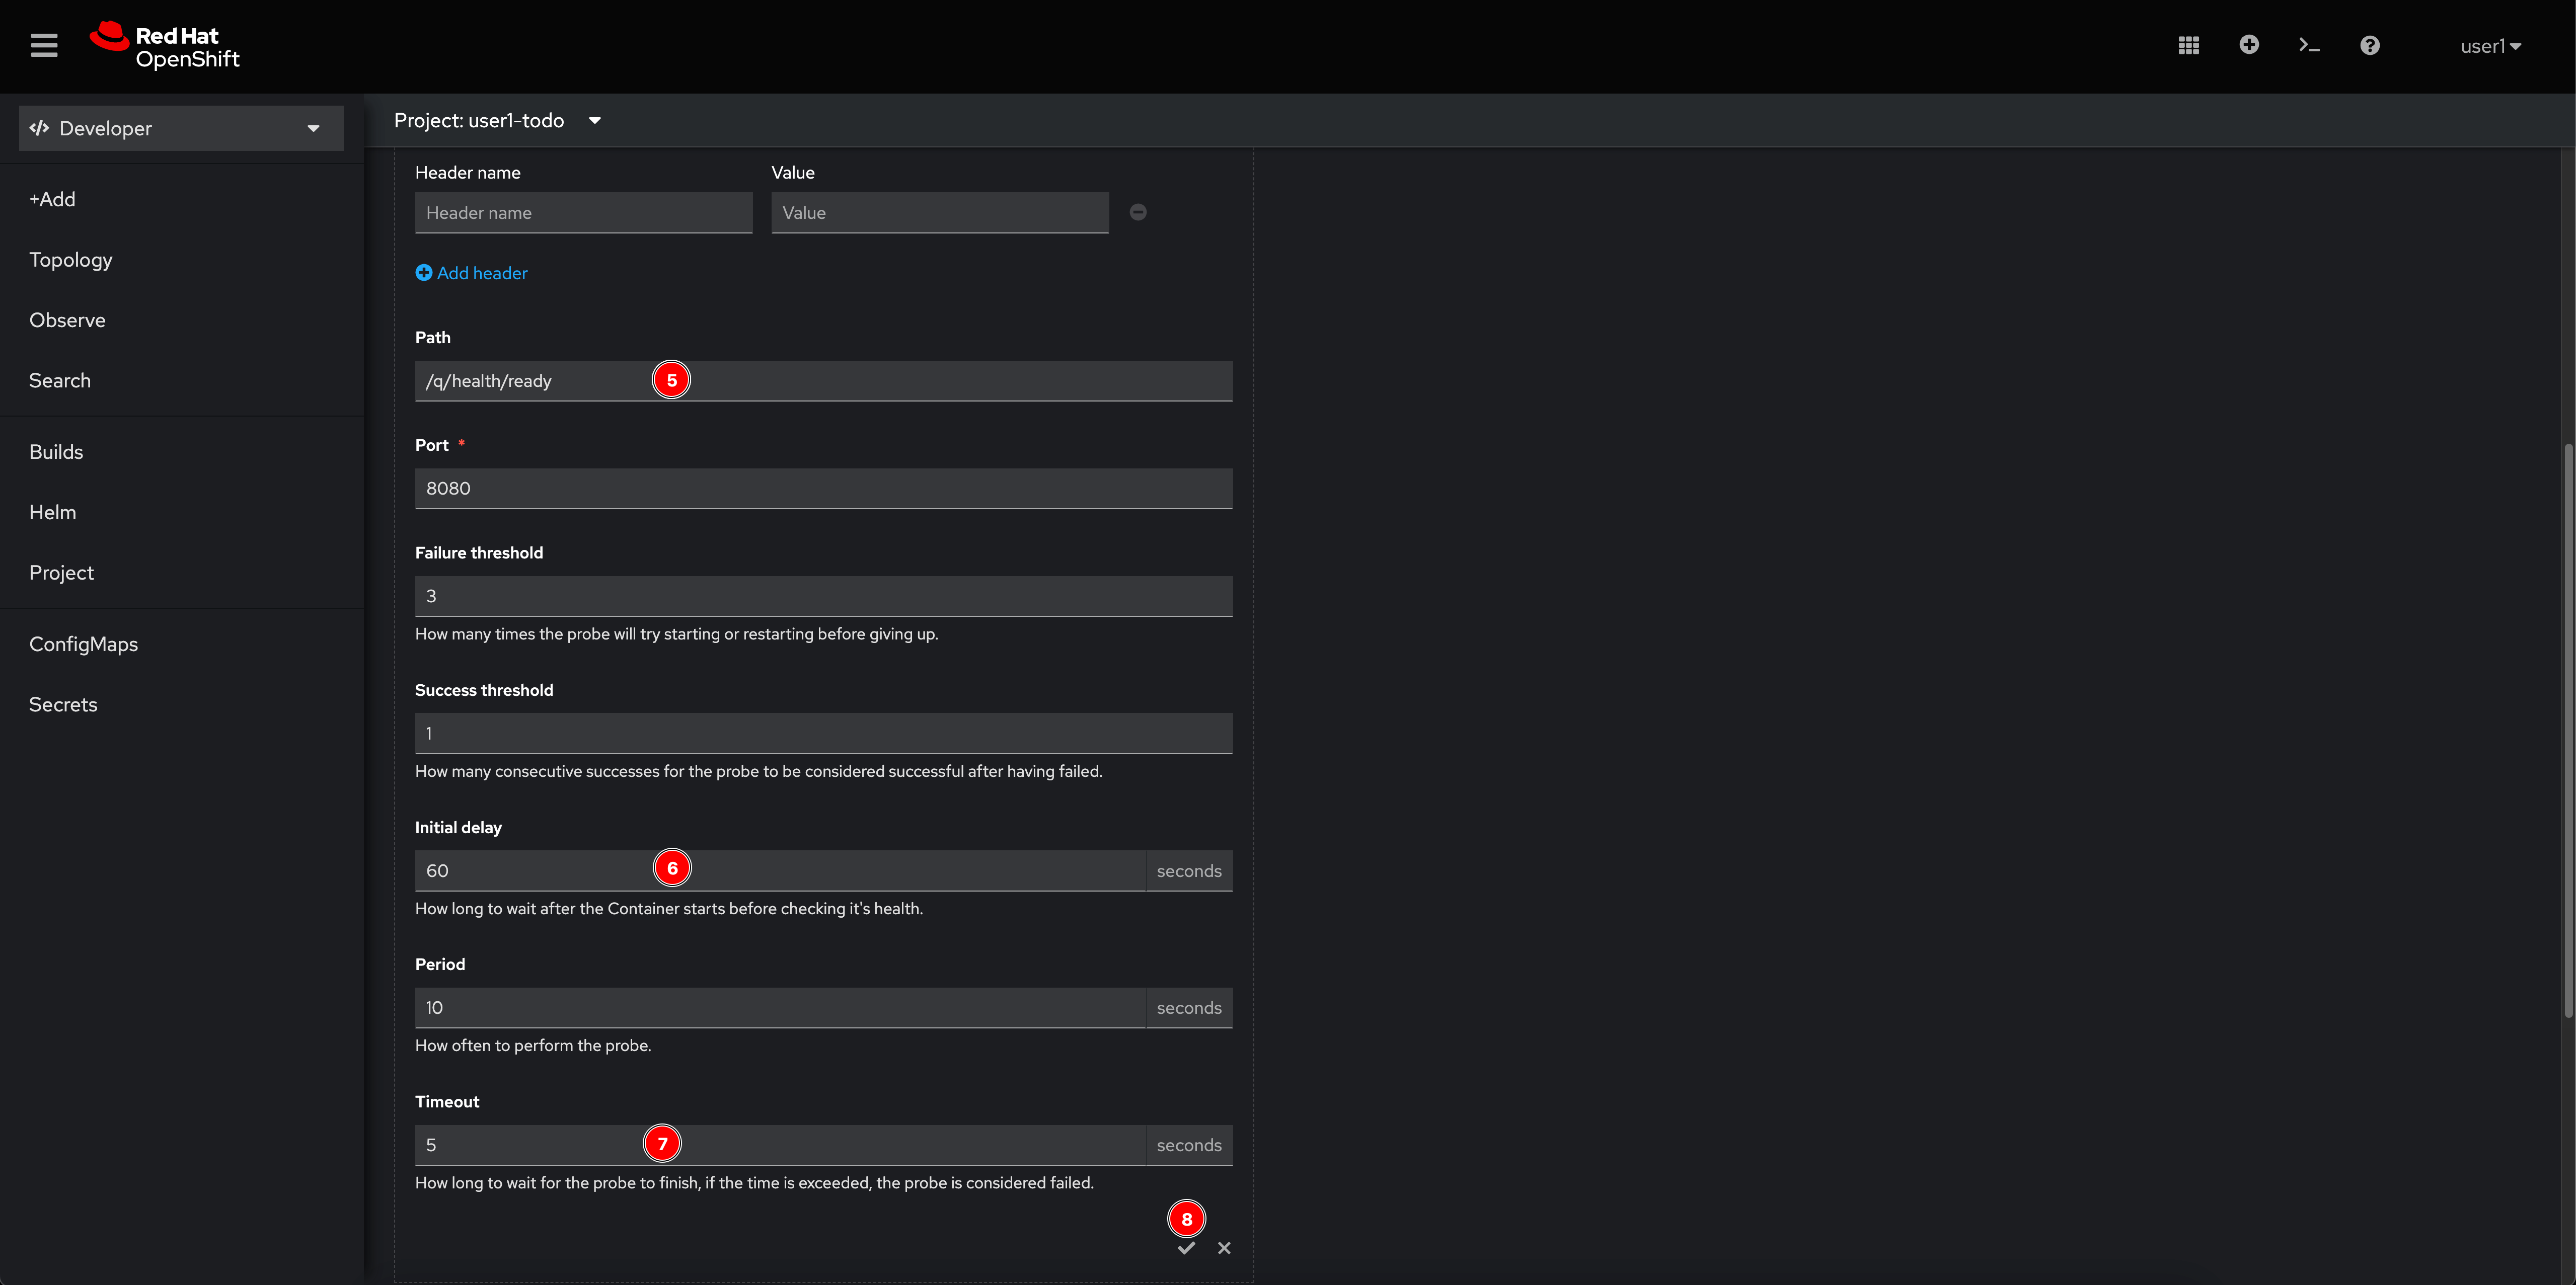 Red Hat
OpenShift
user1
Developer
Project: user1-todo
+Add
Topology
Observe
Search
Builds
Helm
Project
ConfigMaps
Secrets
Header name Value
Header name Value
Add header
Path
/q/health/ready 5
Port *
8080
Failure threshold
3
How many times the probe will try starting or restarting before giving up.
Success threshold
1
How many consecutive successes for the probe to be considered successful after having failed.
Initial delay
60 6 seconds
How long to wait after the Container starts before checking it's health.
Period
10 seconds
How often to perform the probe.
Timeout
5 7 seconds
How long to wait for the probe to finish, if the time is exceeded, the probe is considered failed.
8